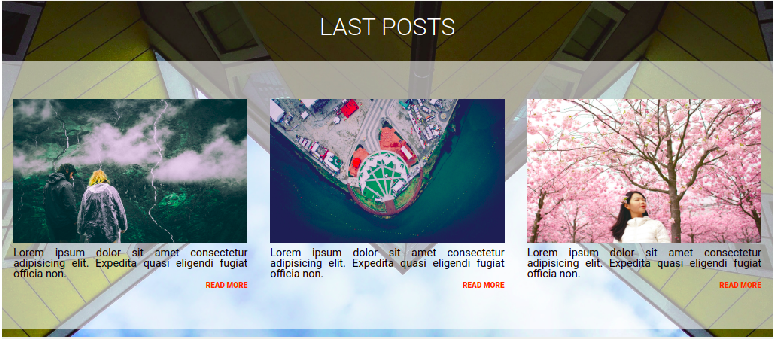 LAST POSTS
Lorem ipsum dolor sit amet consectetur
adipisicing elit. Expedita quasi eligendi fugiat
officia non.
READ MORE
Lorem ipsum dolor sit amet consectetur
adipisicing elit. Expedita quasi eligendi fugiat
officia non.
READ MORE
Lorem ipsum dolor sit amet consectetur
adipisicing elit. Expedita quasi eligendi fugiat
officia non.
READ MORE